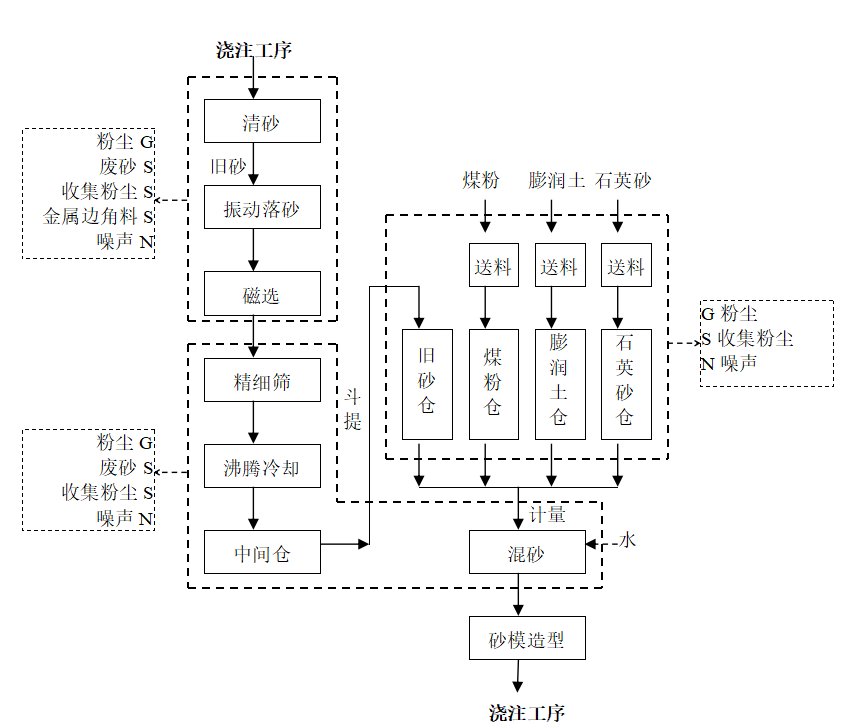 浇注工序
清砂
粉尘 G
废砂 S
收集粉尘 S
金属边角料 S
噪声 N
旧砂
振动落砂
磁选
煤粉
膨润土
石英砂
送料
送料
送料
旧砂仓
煤粉仓
膨润土仓
石英砂仓
G 粉尘
S 收集粉尘
N 噪声
精细筛
斗提
沸腾冷却
粉尘 G
废砂 S
收集粉尘 S
噪声 N
中间仓
计量
混砂
水
砂模造型
浇注工序